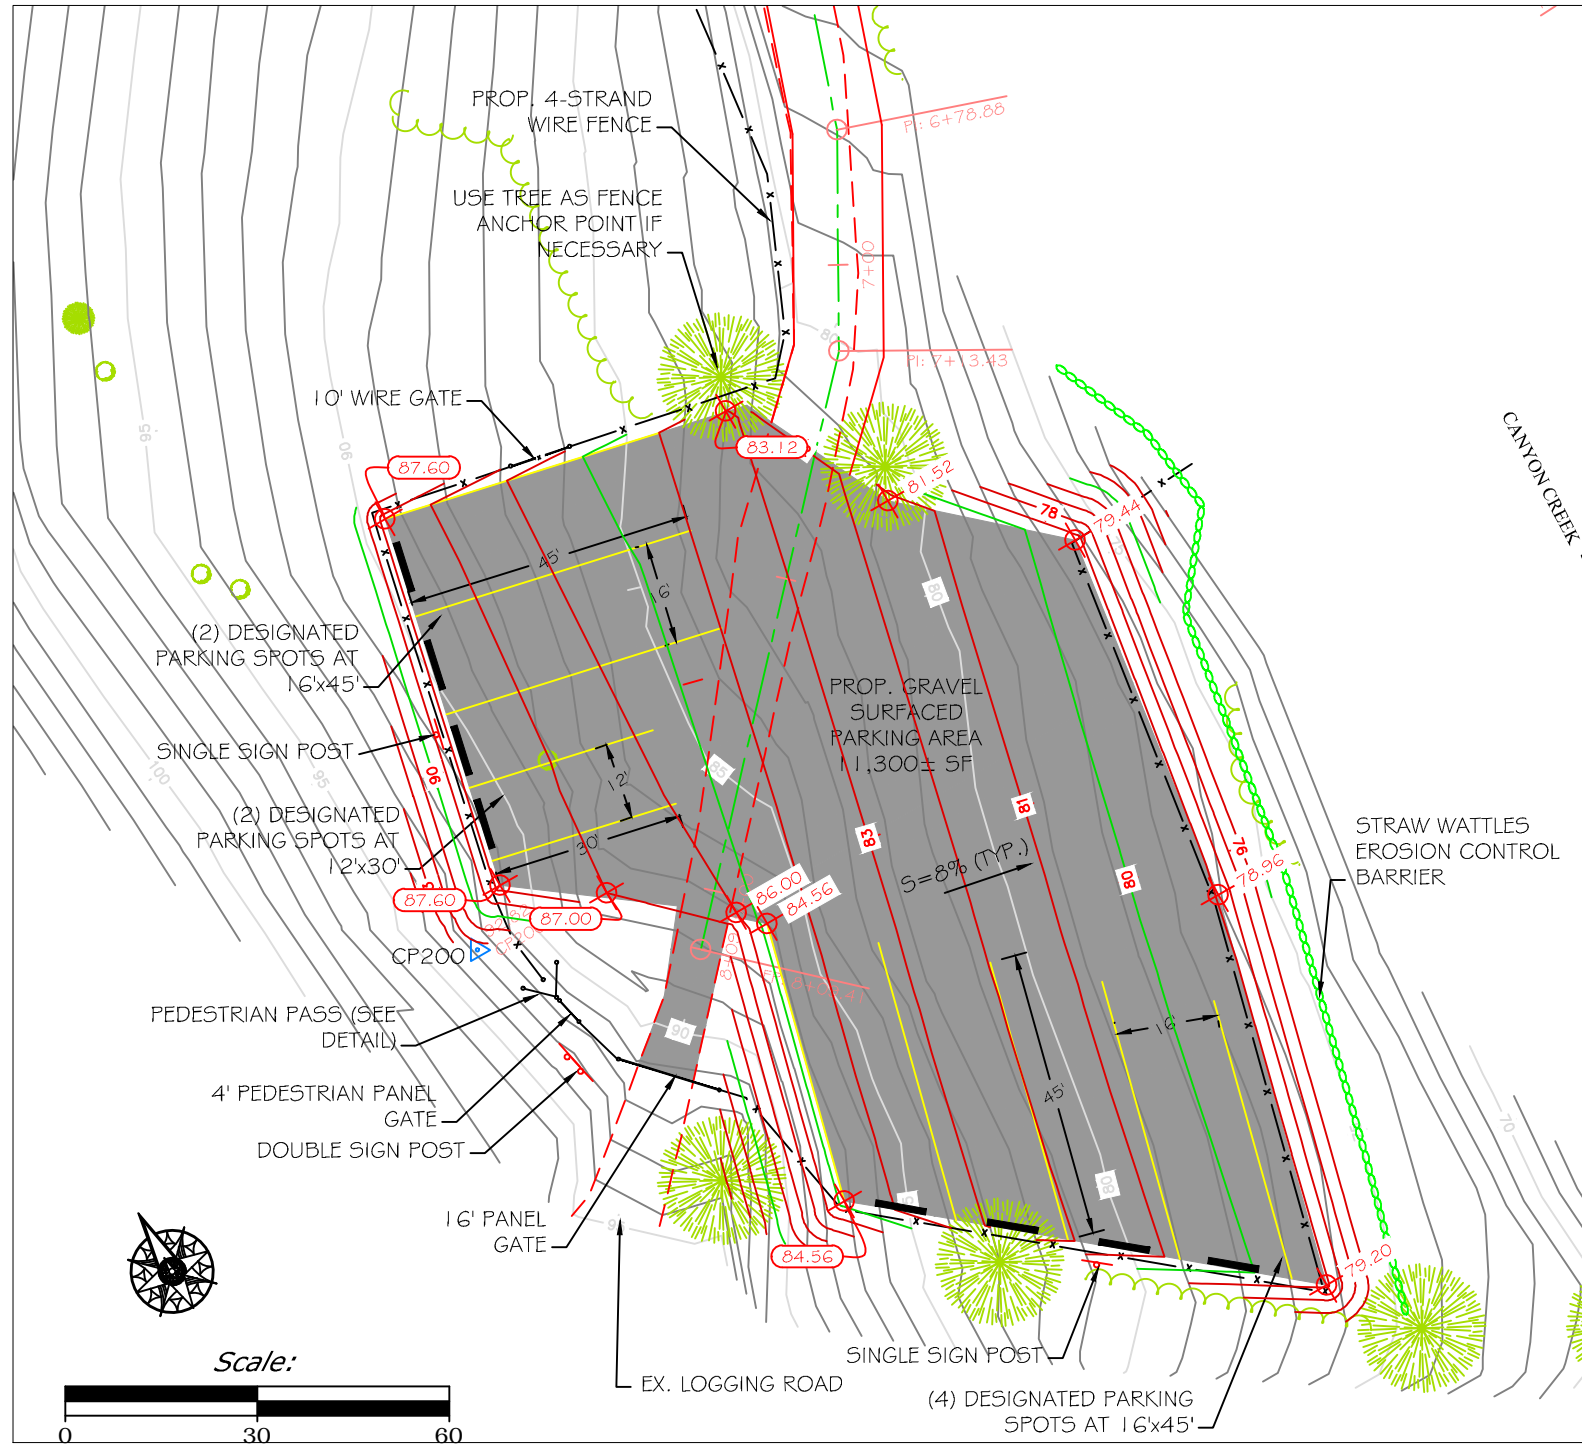 PROP. 4-STRAND
WIRE FENCE
PI: 6+78.88
USE TREE AS FENCE
ANCHOR POINT IF
NECESSARY
7+00
80
PI: 7+13.43
10' WIRE GATE
95
90
87.60
83.12
81.52
78
79.44
CANYON CREEK
45'
16'
80
(2) DESIGNATED
PARKING SPOTS AT
16'x45'
PROP. GRAVEL
SURFACED
PARKING AREA
11,300± SF
SINGLE SIGN POST
100
95
90
85
12'
(2) DESIGNATED
PARKING SPOTS AT
12'x30'
30'
83
81
80
76
S=8% (TYP.)
STRAW WATTLES
EROSION CONTROL
BARRIER
87.60
87.00
86.00
84.56
78.96
CP200
PEDESTRIAN PASS (SEE
DETAIL)
90
16'
45'
4' PEDESTRIAN PANEL
GATE
DOUBLE SIGN POST
70
80
16' PANEL
GATE
84.56
79.20
Scale:
0 30 60
EX. LOGGING ROAD
SINGLE SIGN POST
(4) DESIGNATED PARKING
SPOTS AT 16'x45'